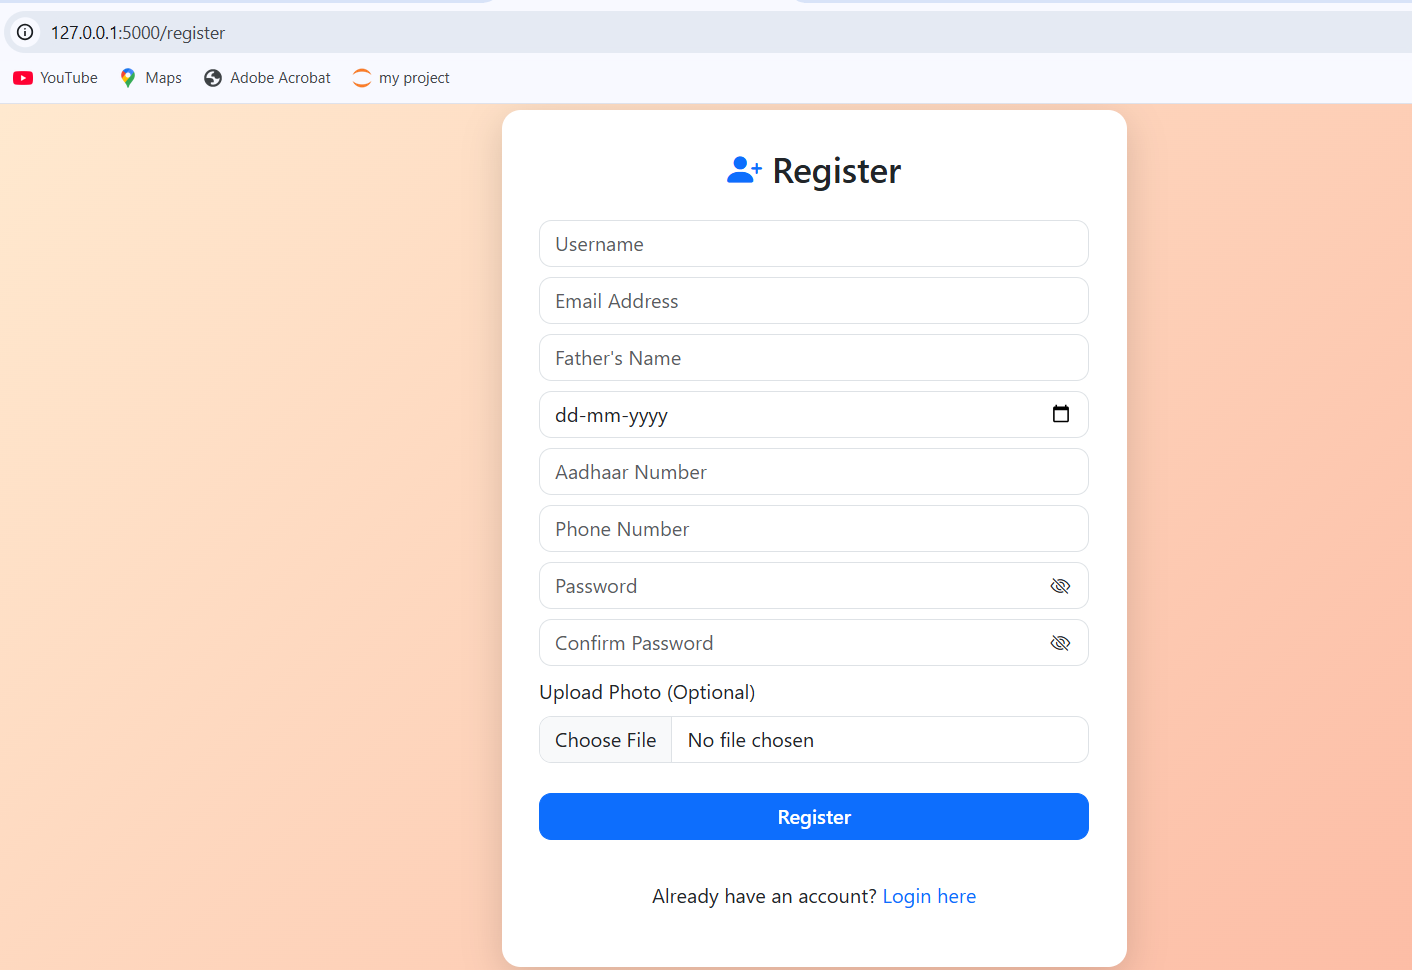 127.0.0.1:5000/register
YouTube Maps Adobe Acrobat my project
Register
Username
Email Address
Father's Name
dd-mm-yyyy
Aadhaar Number
Phone Number
Password
Confirm Password
Upload Photo (Optional)
Choose File No file chosen
Register
Already have an account? Login here